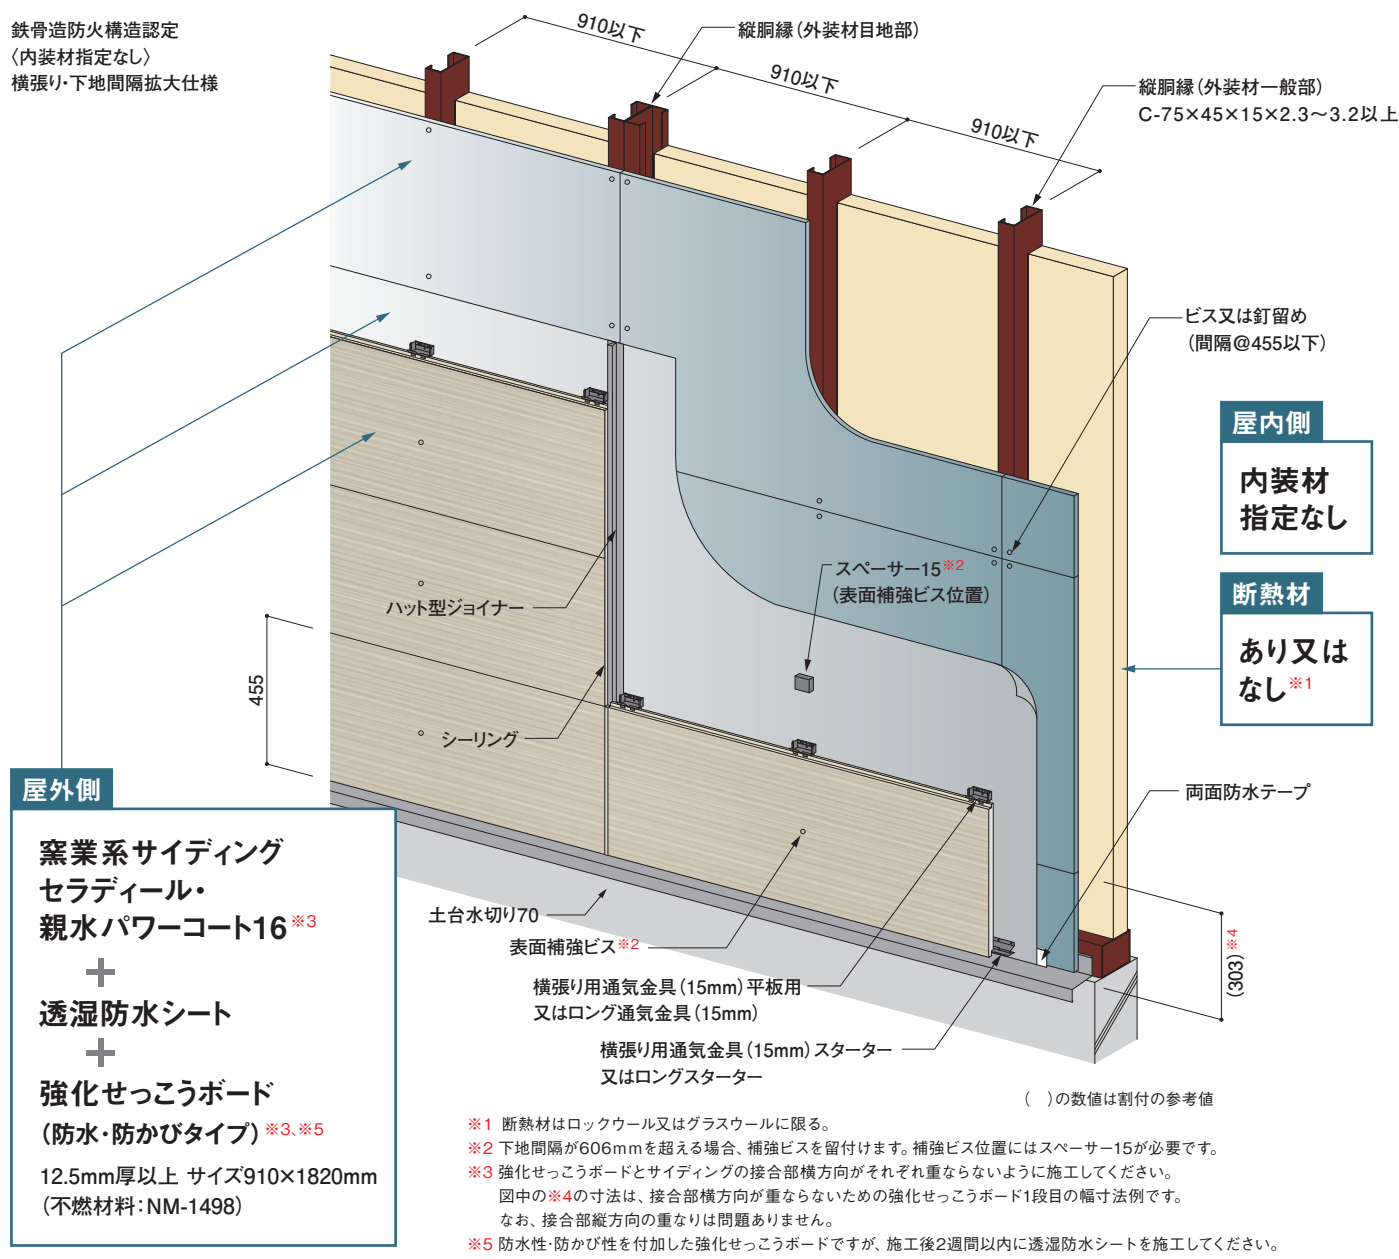 鉄骨造防火構造認定
〈内装材指定なし〉
横張り・下地間隔拡大仕様
910以下
910以下
910以下
縦胴縁（外装材目地部）
縦胴縁（外装材一般部）
C-75×45×15×2.3～3.2以上
ビス又は釘留め
（間隔@455以下）
屋内側
内装材
指定なし
断熱材
あり又は
なし※1
スペーサー15※2
（表面補強ビス位置）
ハット型ジョイナー
シーリング
455
両面防水テープ
(303)※4
土台水切り70
表面補強ビス※2
横張り用通気金具（15mm）平板用
又はロング通気金具（15mm）
横張り用通気金具（15mm）スターター
又はロングスターター
屋外側
窯業系サイディング
セラディール・
親水パワーコート16※3
＋
透湿防水シート
＋
強化せっこうボード
（防水・防かびタイプ）※3、※5
12.5mm厚以上 サイズ910×1820mm
（不燃材料：NM-1498）
（　）の数値は割付の参考値
※1 断熱材はロックウール又はグラスウールに限る。
※2 下地間隔が606mmを超える場合、補強ビスを留付けます。補強ビス位置にはスペーサー15が必要です。
※3 強化せっこうボードとサイディングの接合部横方向がそれぞれ重ならないように施工してください。
図中の※4の寸法は、接合部横方向が重ならないための強化せっこうボード1段目の幅寸法例です。
なお、接合部縦方向の重なりは問題ありません。
※5 防水性・防かび性を付加した強化せっこうボードですが、施工後2週間以内に透湿防水シートを施工してください。